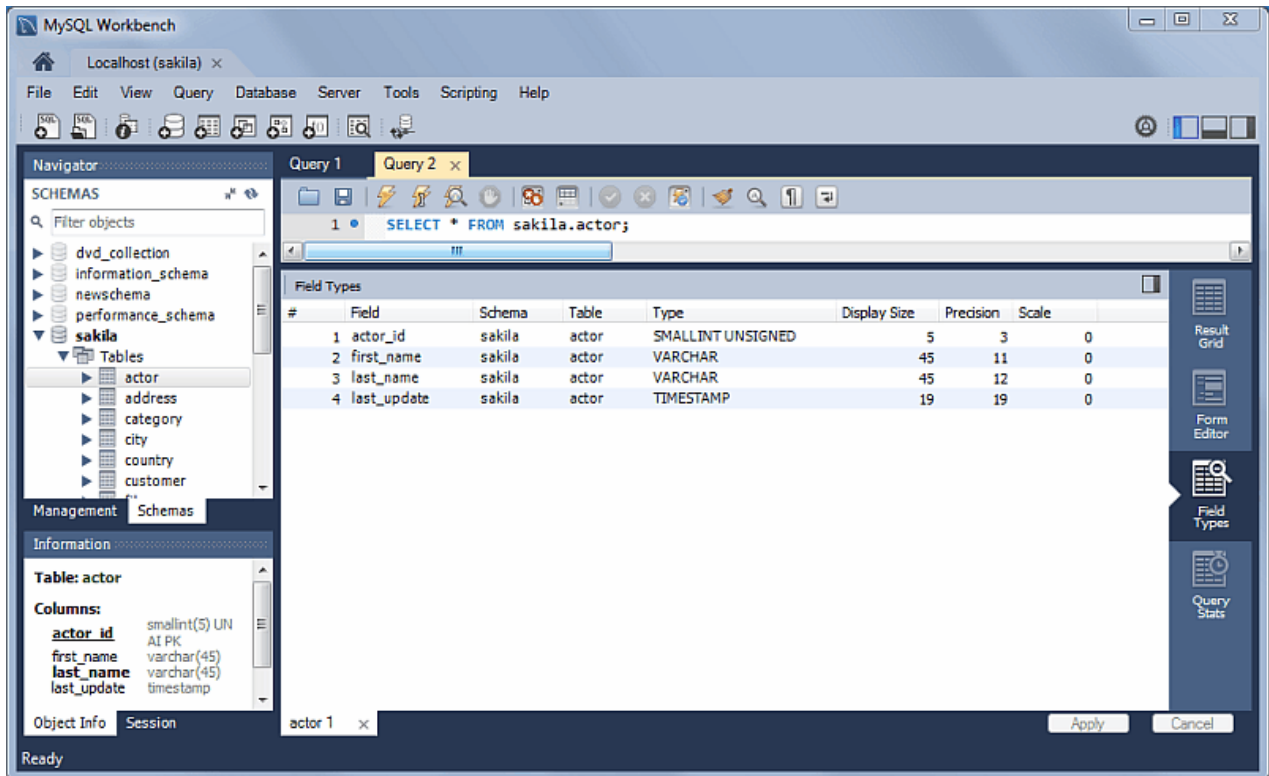 MySQL Workbench
Localhost (sakila)
File Edit View Query Database Server Tools Scripting Help
Navigator
SCHEMAS
Filter objects
dvd_collection
information_schema
newschema
performance_schema
sakila
Tables
actor
address
category
city
country
customer
Management Schemas
Information
Table: actor
Columns:
actor_id smallint(5) UN AI PK
first_name varchar(45)
last_name varchar(45)
last_update timestamp
Object Info Session
Query 1 Query 2
1 SELECT * FROM sakila.actor;
Field Types
# Field Schema Table Type Display Size Precision Scale
1 actor_id sakila actor SMALLINT UNSIGNED 5 3 0
2 first_name sakila actor VARCHAR 45 11 0
3 last_name sakila actor VARCHAR 45 12 0
4 last_update sakila actor TIMESTAMP 19 19 0
Result Grid
Form Editor
Field Types
Query Stats
actor 1
Apply Cancel
Ready